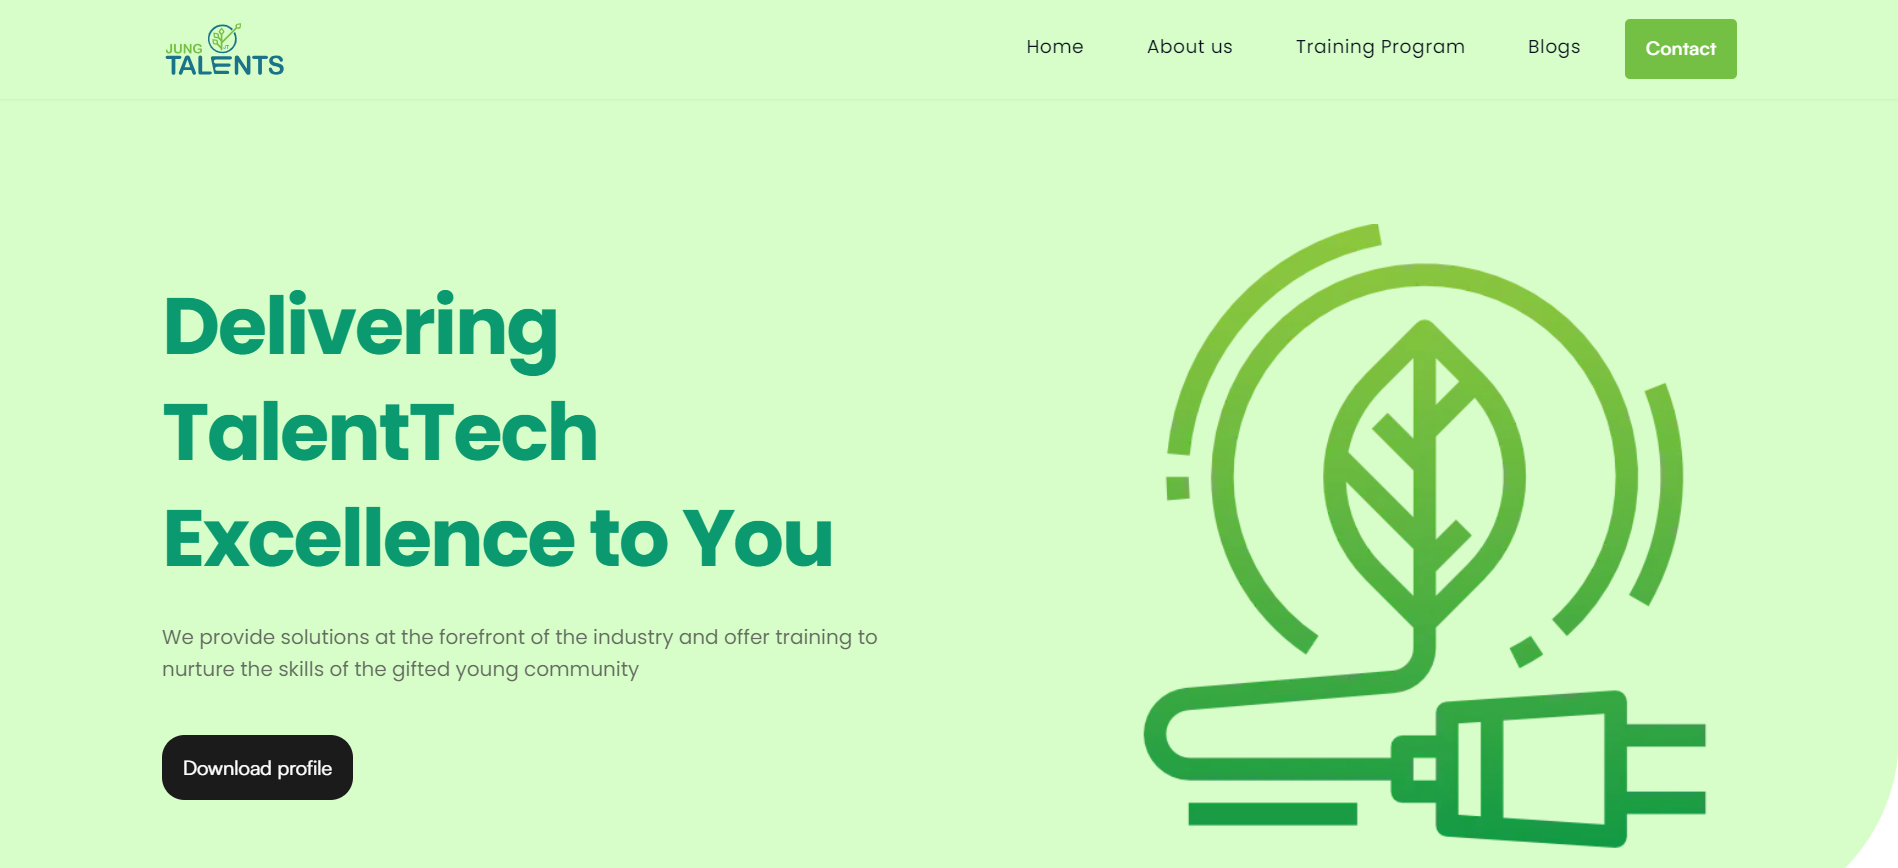 JUNG
TALENTS
Home
About us
Training Program
Blogs
Contact
Delivering
TalentTech
Excellence to You
We provide solutions at the forefront of the industry and offer training to
nurture the skills of the gifted young community
Download profile